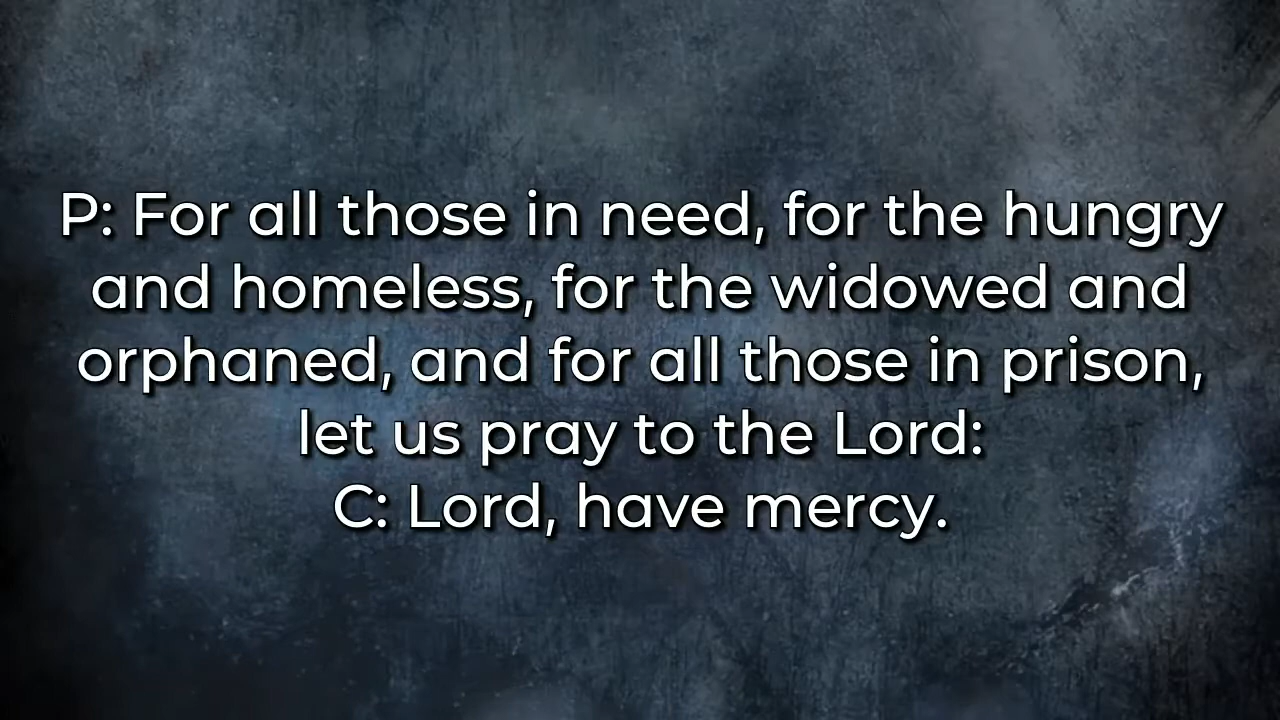 P: For all those in need, for the hungry
and homeless, for the widowed and
orphaned, and for all those in prison,
let us pray to the Lord:
C: Lord, have mercy.